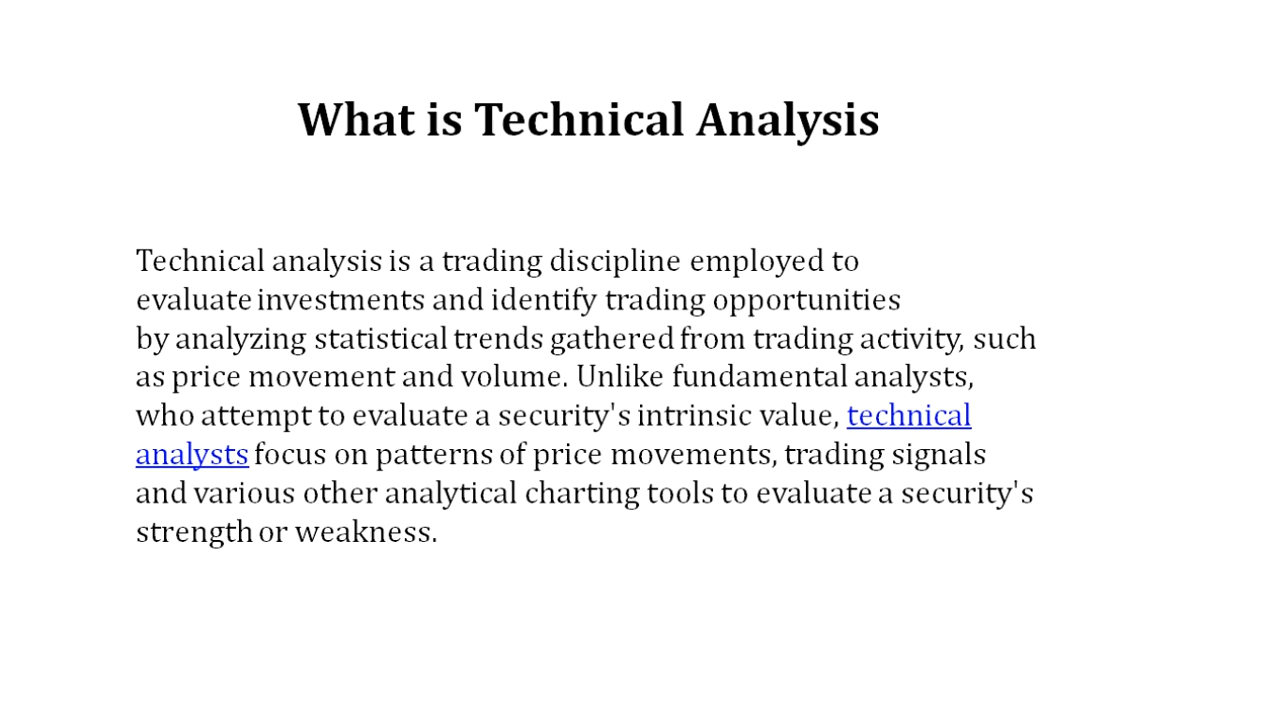 What is Technical Analysis
Technical analysis is a trading discipline employed to
evaluate investments and identify trading opportunities
by analyzing statistical trends gathered from trading activity, such
as price movement and volume. Unlike fundamental analysts,
who attempt to evaluate a security's intrinsic value, technical
analysts focus on patterns of price movements, trading signals
and various other analytical charting tools to evaluate a security's
strength or weakness.